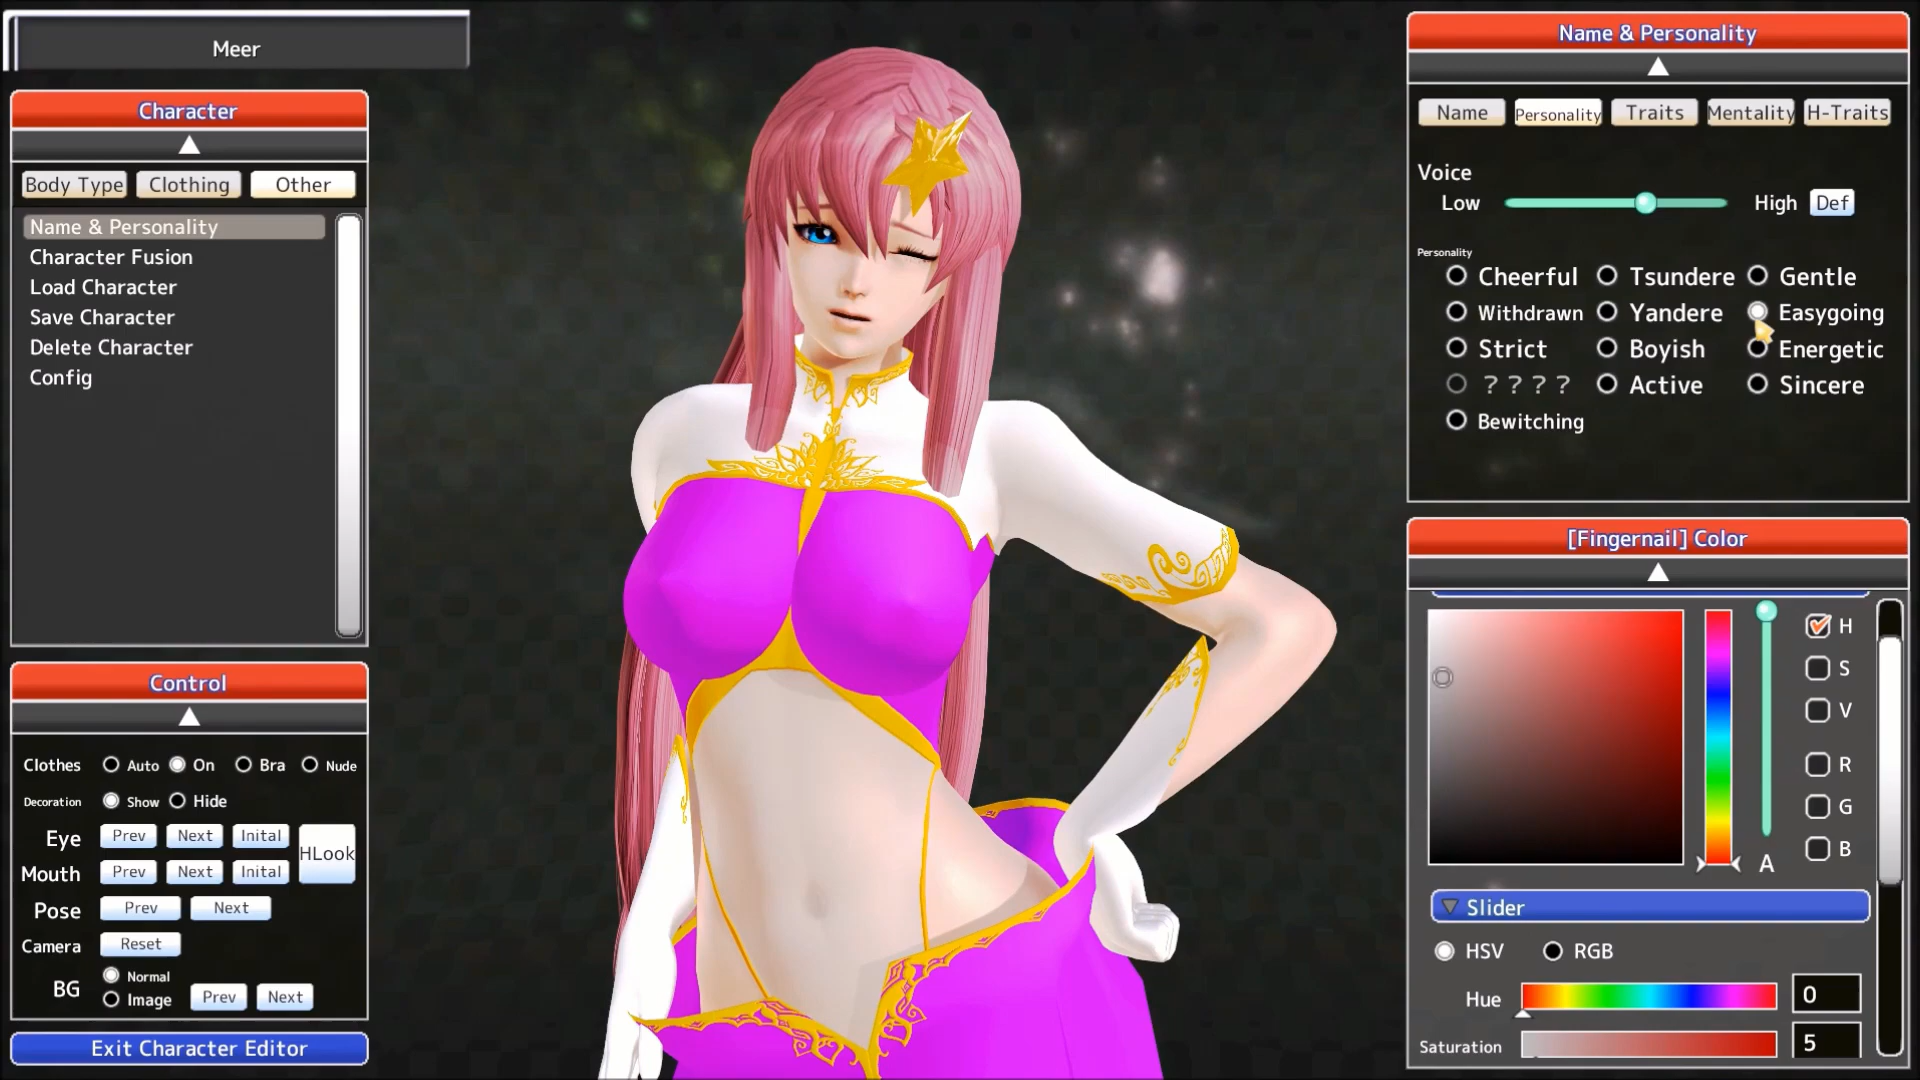 Meer
Character
Body Type Clothing Other
Name & Personality
Character Fusion
Load Character
Save Character
Delete Character
Config
Control
Clothes Auto On Bra Nude
Decoration Show Hide
Eye Prev Next Inital
HLook
Mouth Prev Next Inital
Pose Prev Next
Camera Reset
BG Normal
Image Prev Next
Exit Character Editor
Name & Personality
Name Personality Traits Mentality H-Traits
Voice
Low High Def
Personality
Cheerful Tsundere Gentle
Withdrawn Yandere Easygoing
Strict Boyish Energetic
???? Active Sincere
Bewitching
[Fingernail] Color
H
S
V
R
G
B
A
Slider
HSV RGB
Hue 0
Saturation 5